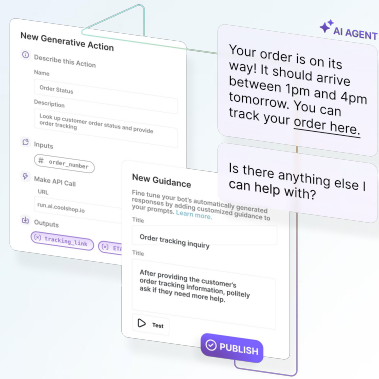 AI AGENT
New Generative Action
Describe this Action
Name
Order Status
Description
Look up customer order status and provide
order tracking
Inputs
# order_number
Make API Call
URL
run.ai.coolshop.io
Outputs
{x} tracking_link
{x} ETA
Your order is on its
way! It should arrive
between 1pm and 4pm
tomorrow. You can
track your order here.
Is there anything else I
can help with?
New Guidance
Fine tune your bot's automatically generated
responses by adding customized guidance to
your prompts. Learn more.
Title
Order tracking inquiry
Title
After providing the customer's
order tracking information, politely
ask if they need more help.
Test
PUBLISH